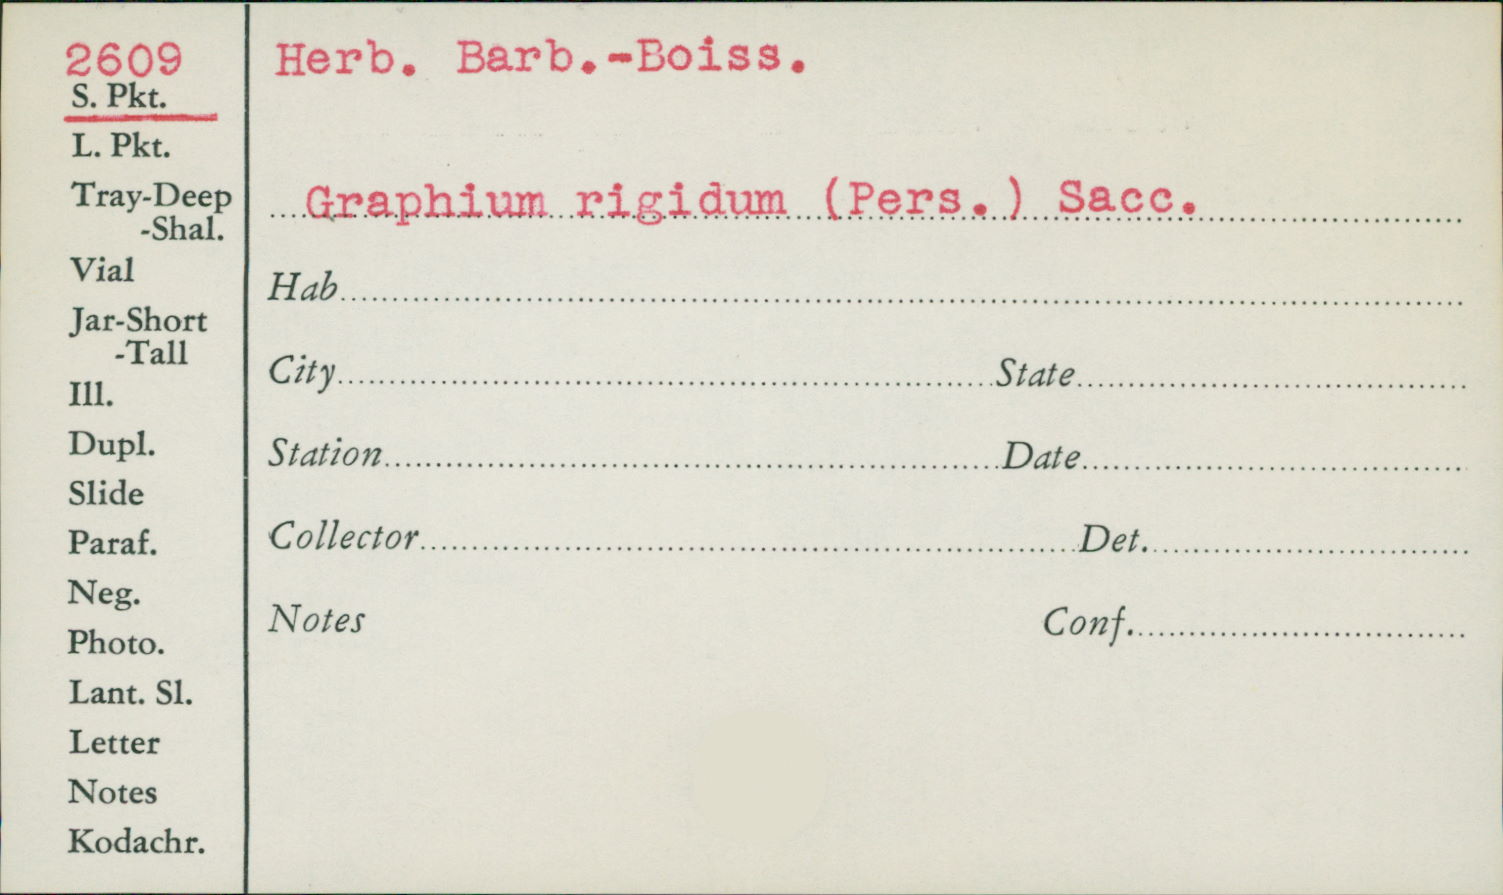 2609
S. Pkt.
L. Pkt.
Tray-Deep
-Shal.
Vial
Jar-Short
-Tall
Ill.
Dupl.
Slide
Paraf.
Neg.
Photo.
Lant. Sl.
Letter
Notes
Kodachr.
Herb. Barb.-Boiss.
Graphium rigidum (Pers.) Sacc.
Hab
City State
Station Date
Collector Det.
Notes Conf.